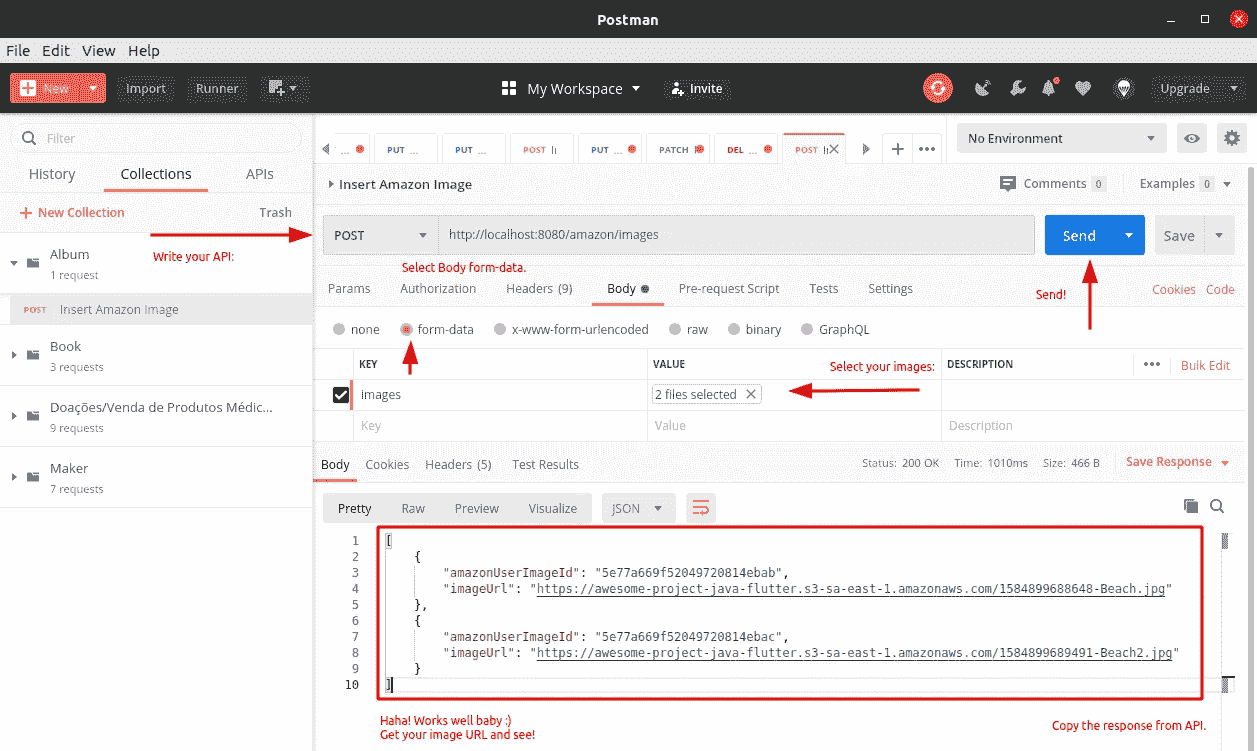 Postman
File Edit View Help
New Import Runner My Workspace Invite Upgrade
Filter
History Collections APIs
New Collection Trash
Album
1 request
POST Insert Amazon Image
Book
3 requests
Doações/Venda de Produtos Médic...
9 requests
Maker
7 requests
... PUT ... PUT ... POST PUT ... PATCH DEL ... POST No Environment
Insert Amazon Image Comments 0 Examples 0
Write your API:
POST http://localhost:8080/amazon/images Send Save
Select Body form-data.
Params Authorization Headers (9) Body Pre-request Script Tests Settings Cookies Code
Send!
none form-data x-www-form-urlencoded raw binary GraphQL
KEY VALUE DESCRIPTION Bulk Edit
Select your images:
images 2 files selected
Key Value Description
Body Cookies Headers (5) Test Results Status: 200 OK Time: 1010ms Size: 466 B Save Response
Pretty Raw Preview Visualize JSON
1 [
2 {
3 "amazonUserImageId": "5e77a669f52049720814ebab",
4 "imageUrl": "https://awesome-project-java-flutter.s3-sa-east-1.amazonaws.com/1584899688648-Beach.jpg"
5 },
6 {
7 "amazonUserImageId": "5e77a669f52049720814ebac",
8 "imageUrl": "https://awesome-project-java-flutter.s3-sa-east-1.amazonaws.com/1584899689491-Beach2.jpg"
9 }
10 ]
Haha! Works well baby :)
Get your image URL and see!
Copy the response from API.